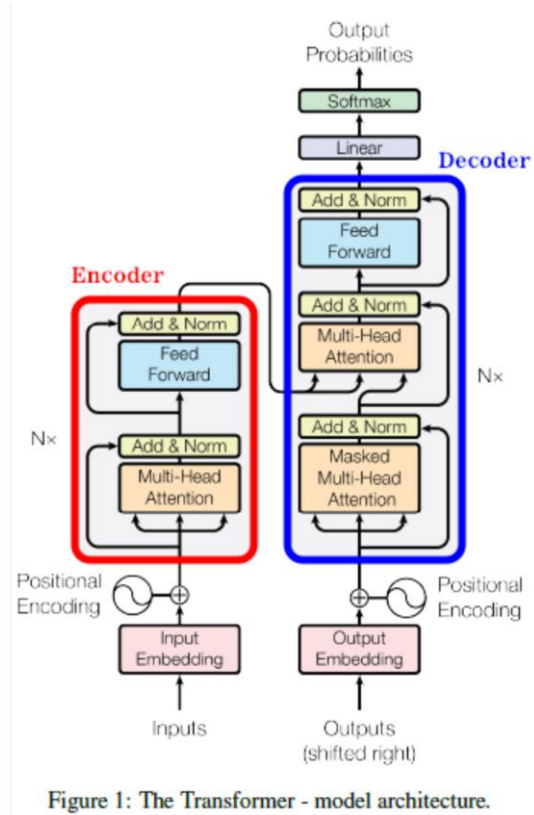 Output
Probabilities
Softmax
Linear
Decoder
Add & Norm
Feed
Forward
Add & Norm
Multi-Head
Attention
Nx
Add & Norm
Masked
Multi-Head
Attention
Encoder
Add & Norm
Feed
Forward
Nx
Add & Norm
Multi-Head
Attention
Positional
Encoding
Positional
Encoding
Input
Embedding
Output
Embedding
Inputs
Outputs
(shifted right)
Figure 1: The Transformer - model architecture.